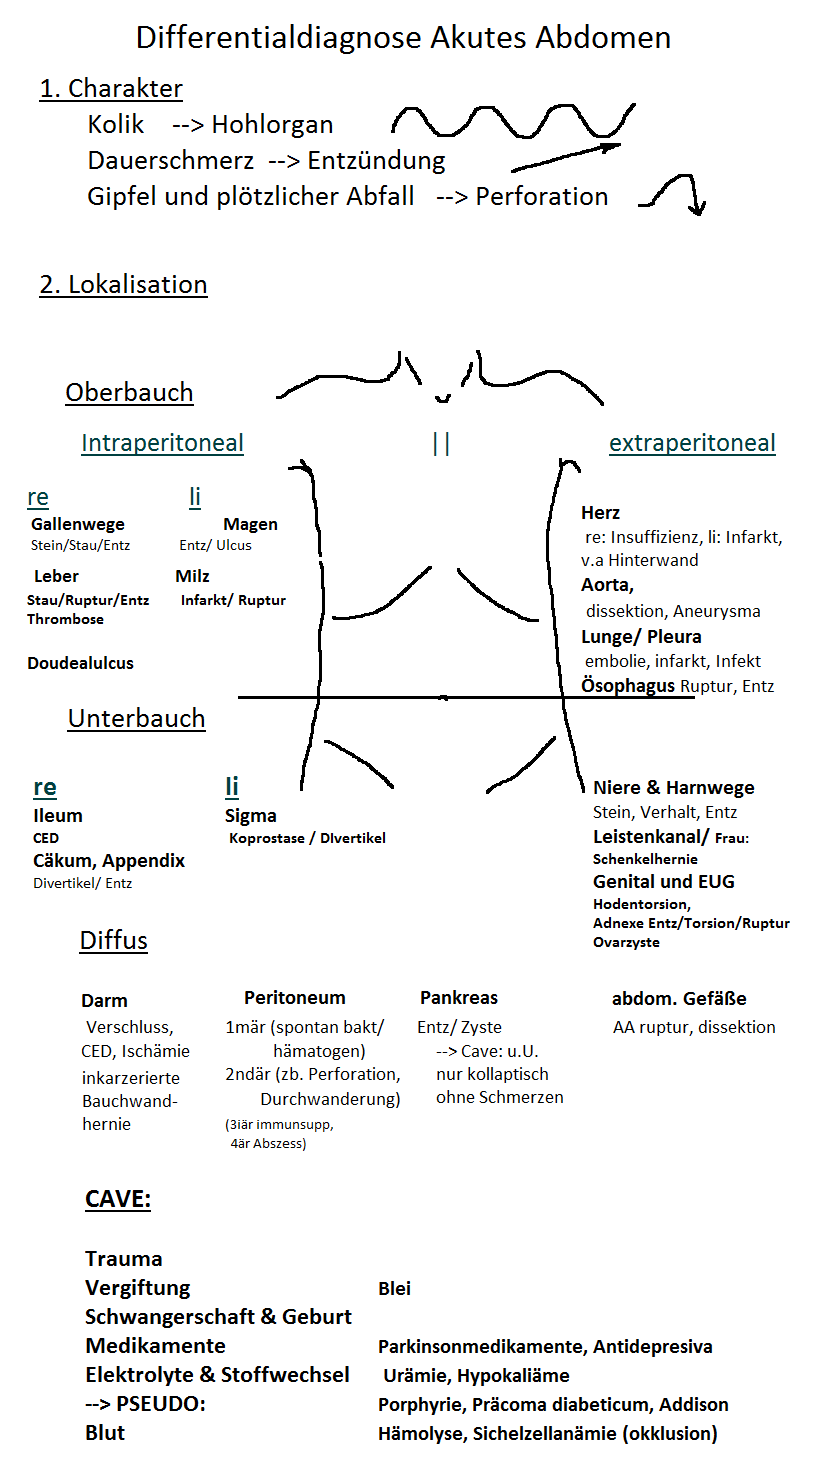 Differentialdiagnose Akutes Abdomen
1. Charakter
Kolik --> Hohlorgan
Dauerschmerz --> Entzündung
Gipfel und plötzlicher Abfall --> Perforation
2. Lokalisation
Oberbauch
Intraperitoneal
||
extraperitoneal
re
Gallenwege
Stein/Stau/Entz
Leber
Stau/Ruptur/Entz
Thrombose
Doudealulcus
li
Magen
Entz/ Ulcus
Milz
Infarkt/ Ruptur
Herz
re: Insuffizienz, li: Infarkt,
v.a Hinterwand
Aorta,
dissektion, Aneurysma
Lunge/ Pleura
embolie, infarkt, Infekt
Ösophagus Ruptur, Entz
Unterbauch
re
Ileum
CED
Cäkum, Appendix
Divertikel/ Entz
li
Sigma
Koprostase / DIvertikel
Niere & Harnwege
Stein, Verhalt, Entz
Leistenkanal/ Frau:
Schenkelhernie
Genital und EUG
Hodentorsion,
Adnexe Entz/Torsion/Ruptur
Ovarzyste
Diffus
Darm
Verschluss,
CED, Ischämie
inkarzerierte
Bauchwand-
hernie
Peritoneum
1mär (spontan bakt/
hämatogen)
2ndär (zb. Perforation,
Durchwanderung)
(3iär immunsupp,
4är Abszess)
Pankreas
Entz/ Zyste
--> Cave: u.U.
nur kollaptisch
ohne Schmerzen
abdom. Gefäße
AA ruptur, dissektion
CAVE:
Trauma
Vergiftung Blei
Schwangerschaft & Geburt
Medikamente Parkinsonmedikamente, Antidepresiva
Elektrolyte & Stoffwechsel Urämie, Hypokaliäme
--> PSEUDO: Porphyrie, Präcoma diabeticum, Addison
Blut Hämolyse, Sichelzellanämie (okklusion)